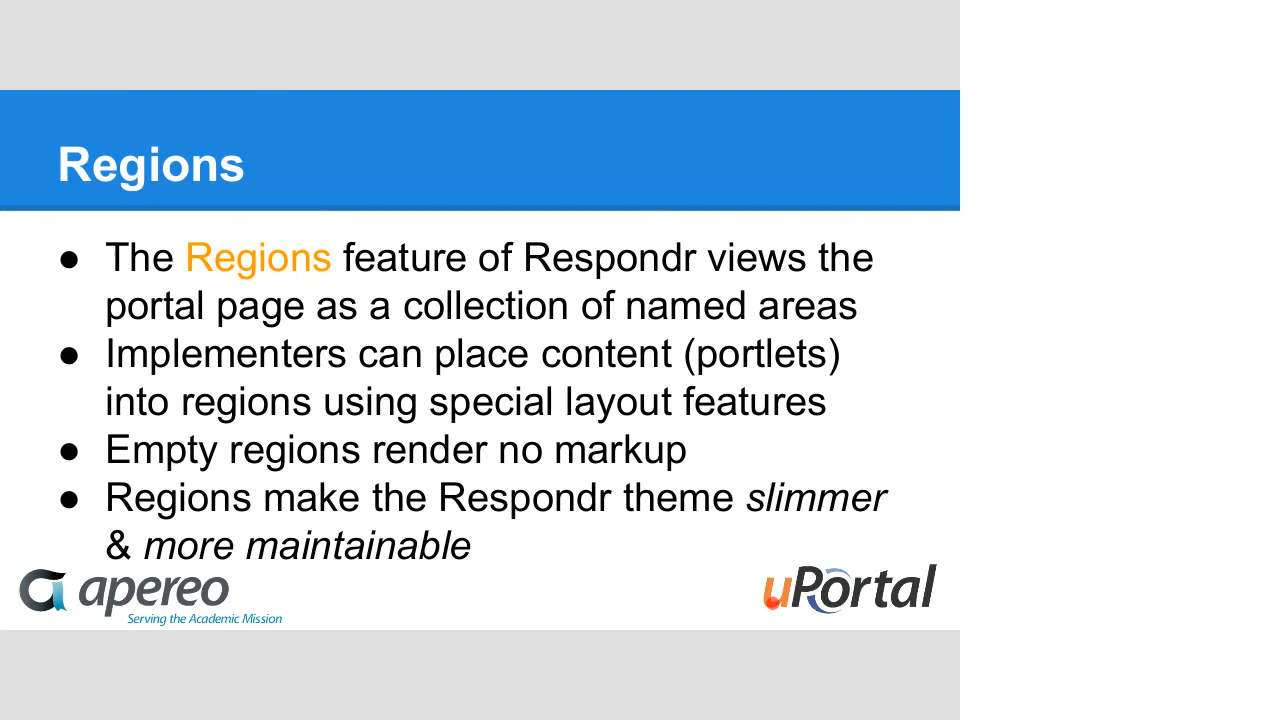 Regions
● The Regions feature of Respondr views the
portal page as a collection of named areas
● Implementers can place content (portlets)
into regions using special layout features
● Empty regions render no markup
● Regions make the Respondr theme slimmer
& more maintainable
apereo
Serving the Academic Mission
uPortal